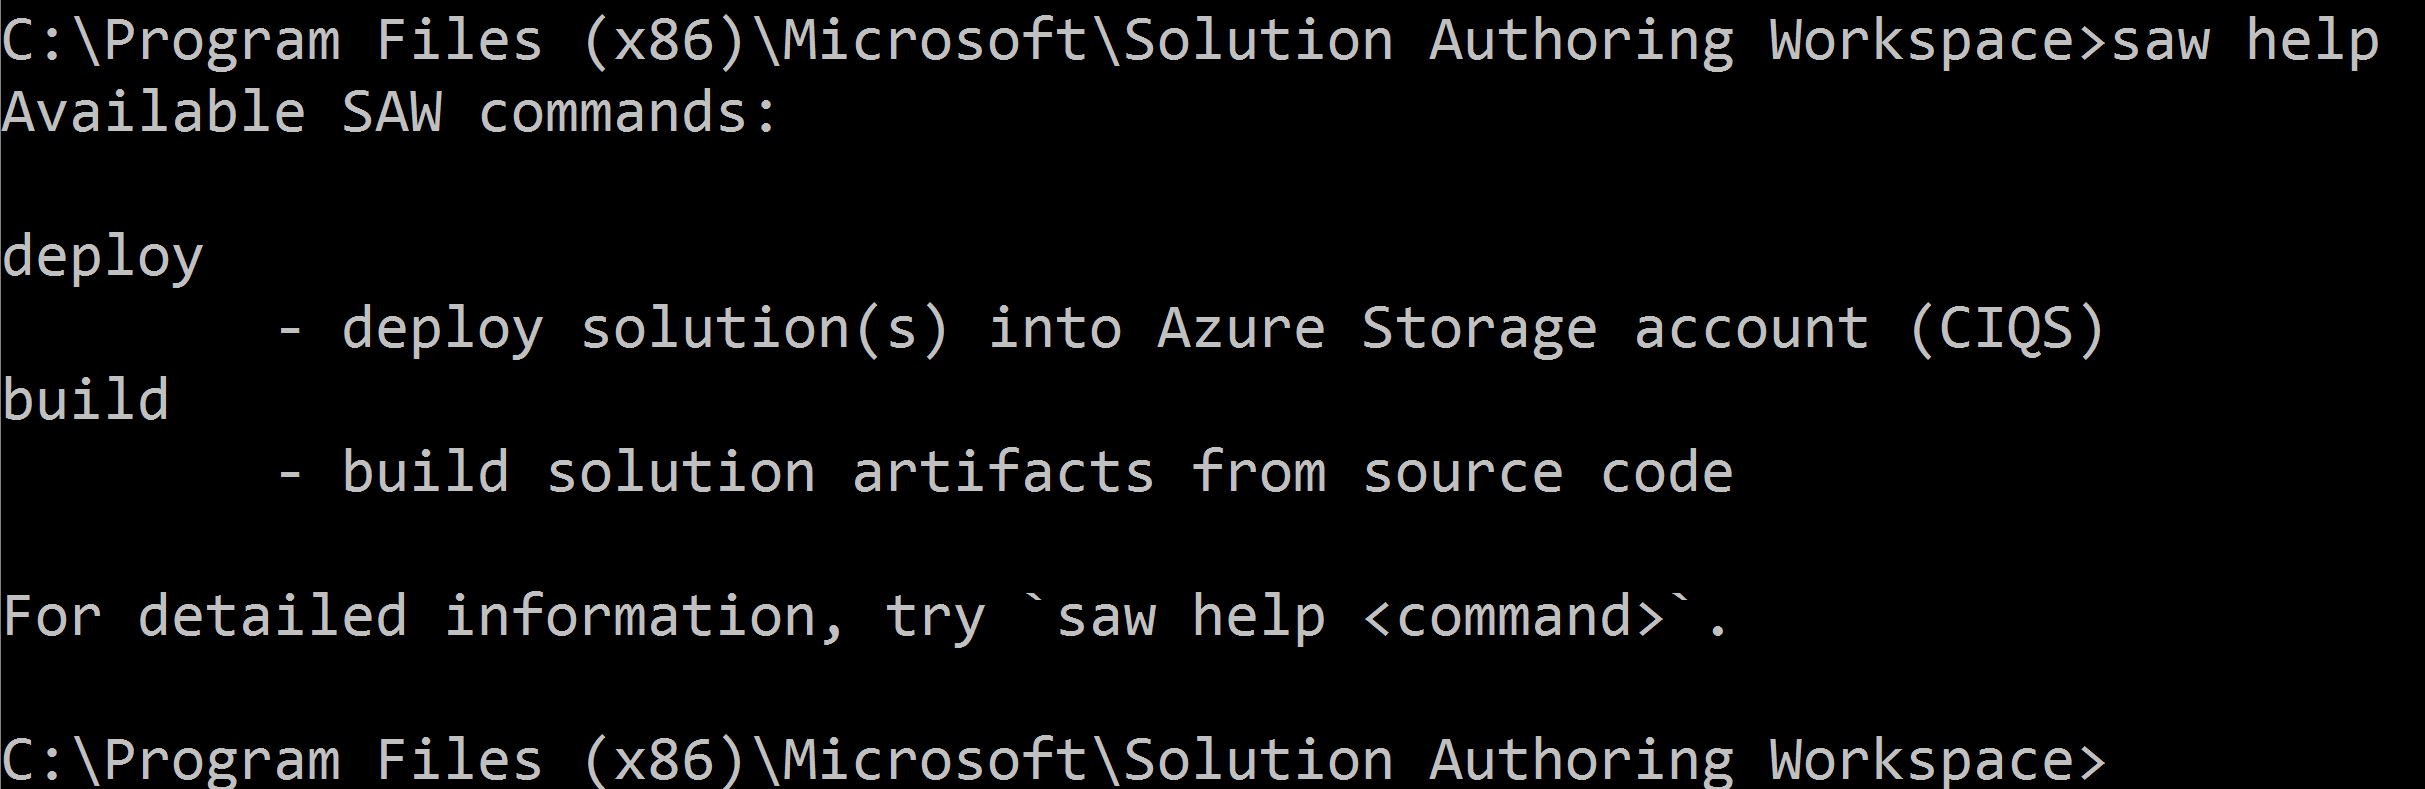 C:\Program Files (x86)\Microsoft\Solution Authoring Workspace>saw help
Available SAW commands:
deploy
- deploy solution(s) into Azure Storage account (CIQS)
build
- build solution artifacts from source code
For detailed information, try `saw help <command>`.
C:\Program Files (x86)\Microsoft\Solution Authoring Workspace>